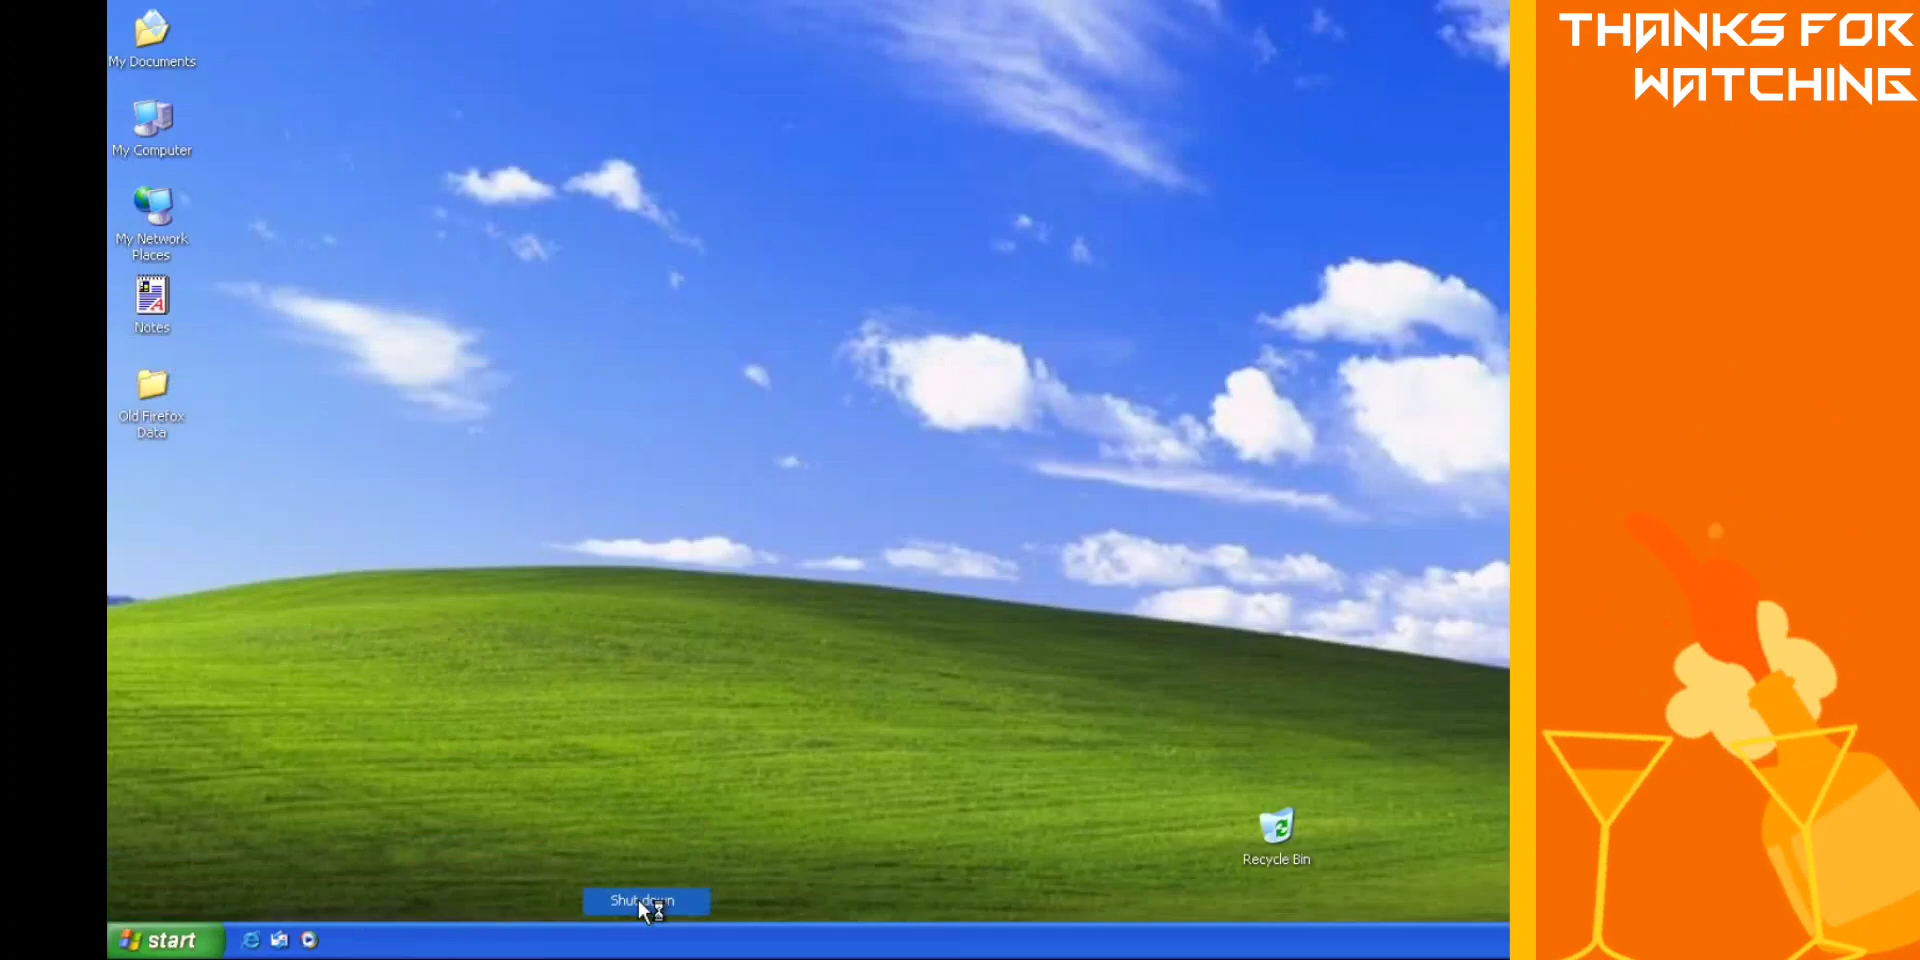 My Documents
My Computer
My Network
Places
Notes
Old Firefox
Data
Recycle Bin
Shut down
start
THANKS FOR
WATCHING